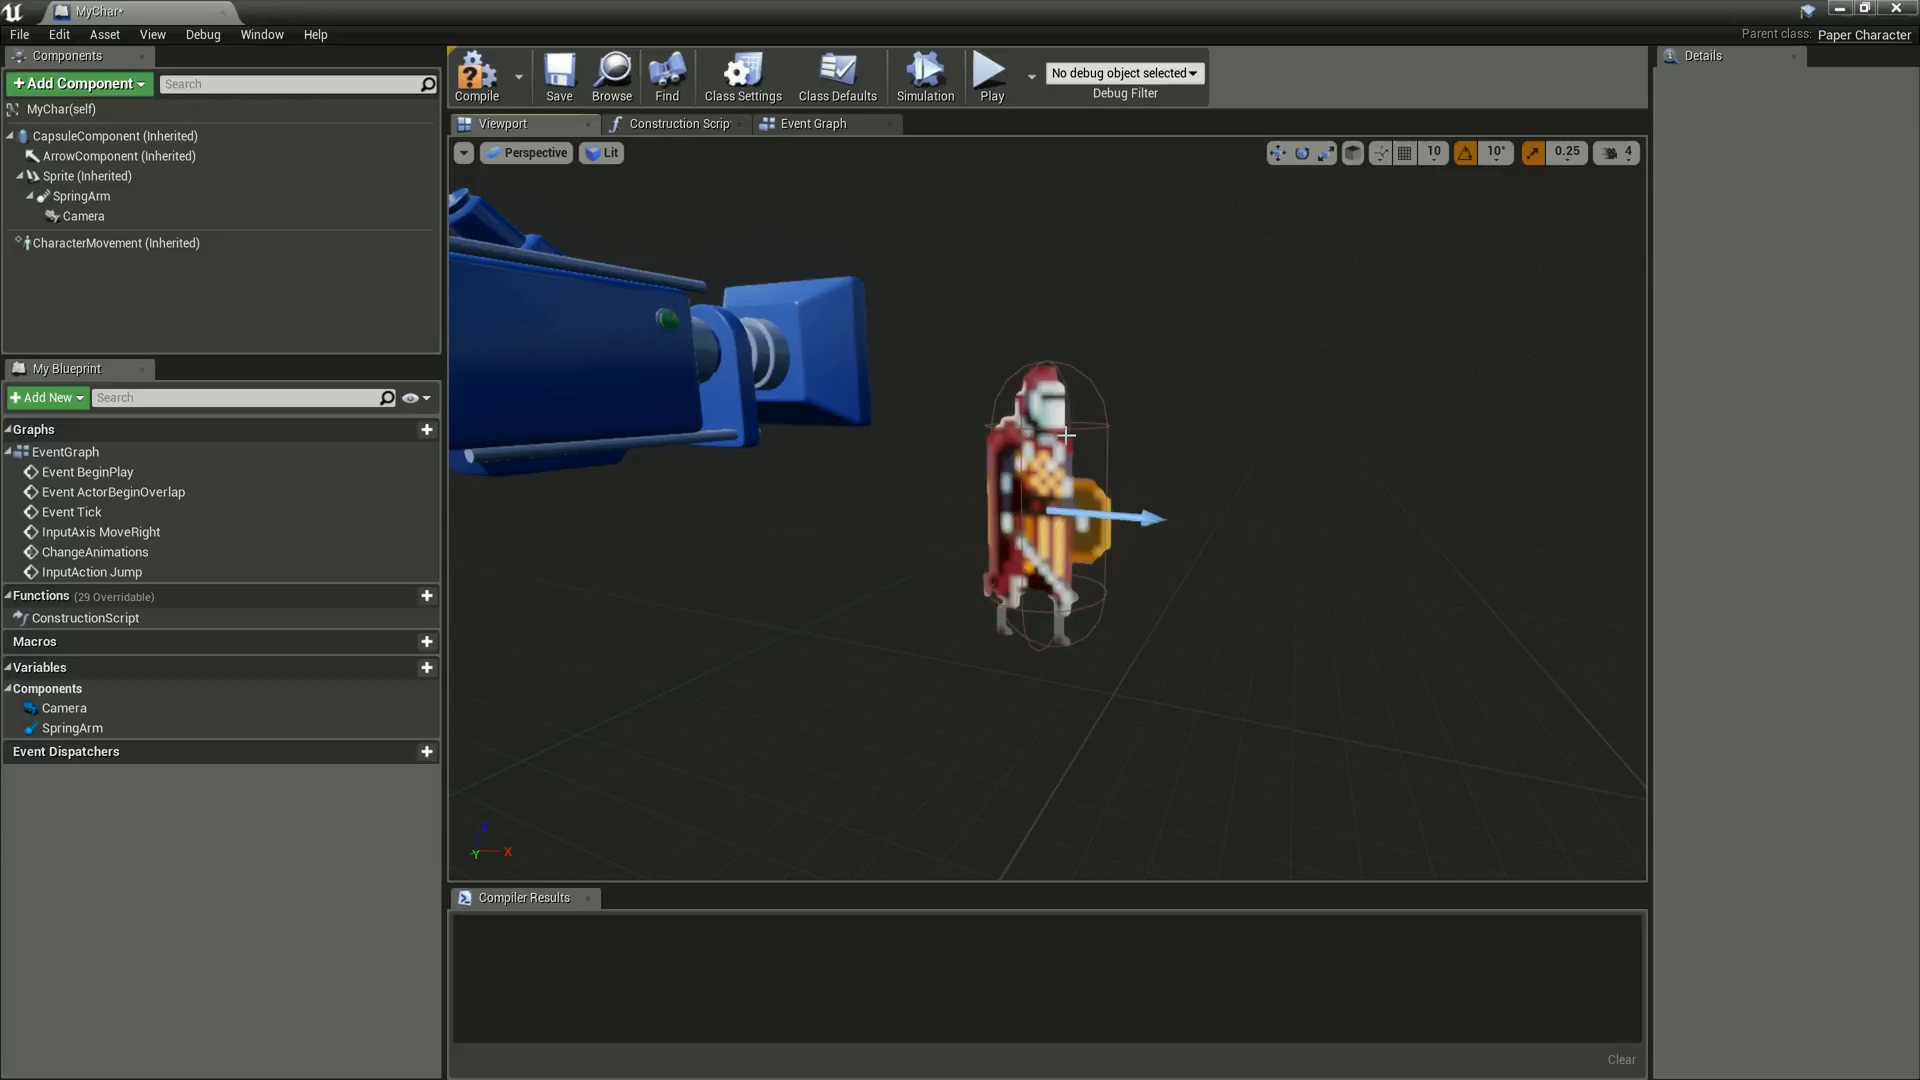 MyChar*
File Edit Asset View Debug Window Help
Parent class: Paper Character
Components
+ Add Component
Search
MyChar(self)
CapsuleComponent (Inherited)
ArrowComponent (Inherited)
Sprite (Inherited)
SpringArm
Camera
CharacterMovement (Inherited)
My Blueprint
+ Add New
Search
Graphs
EventGraph
Event BeginPlay
Event ActorBeginOverlap
Event Tick
InputAxis MoveRight
ChangeAnimations
InputAction Jump
Functions (29 Overridable)
ConstructionScript
Macros
Variables
Components
Camera
SpringArm
Event Dispatchers
Compile
Save
Browse
Find
Class Settings
Class Defaults
Simulation
Play
No debug object selected
Debug Filter
Viewport
Construction Scrip
Event Graph
Perspective
Lit
10
10°
0.25
4
Z
Y
X
Compiler Results
Clear
Details